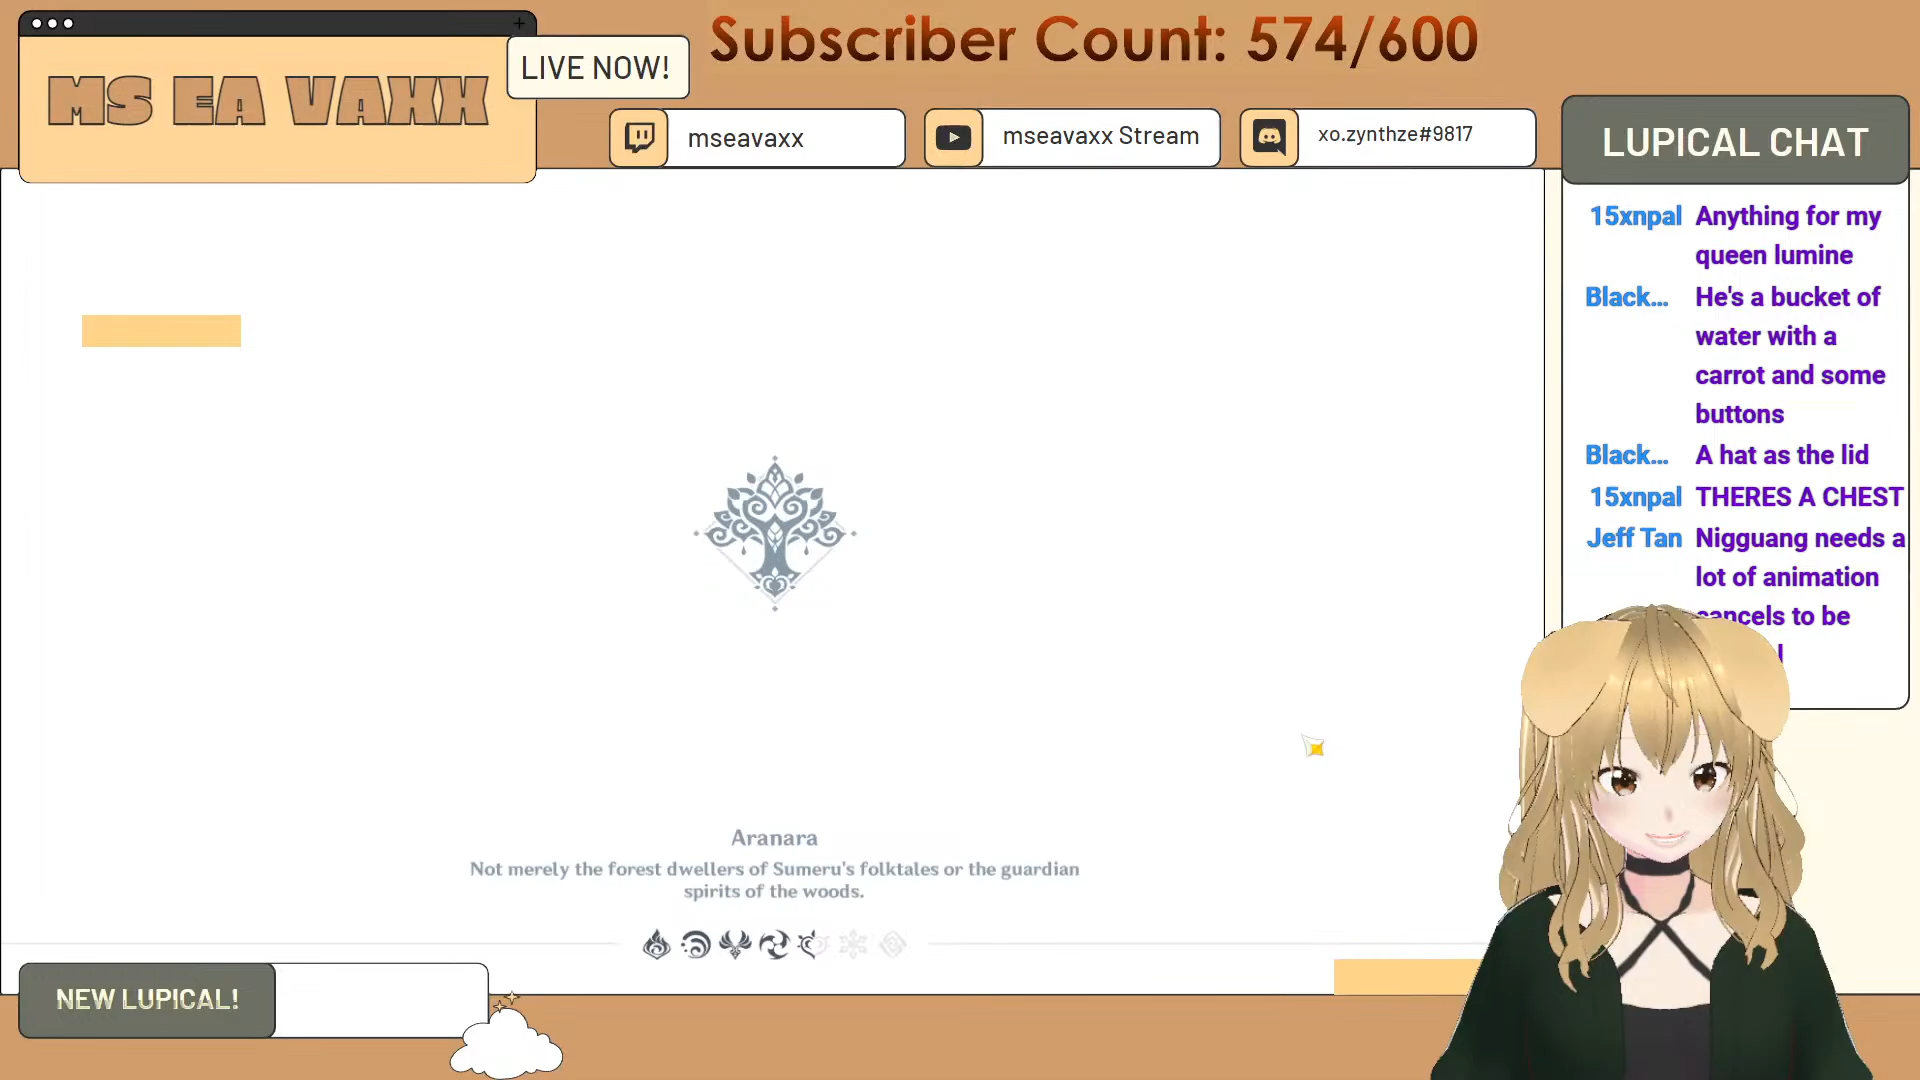 MS EA VAXX
LIVE NOW!
Subscriber Count: 574/600
mseavaxx
mseavaxx Stream
xo.zynthze#9817
LUPICAL CHAT
15xnpal Anything for my
queen lumine
Black... He's a bucket of
water with a
carrot and some
buttons
Black... A hat as the lid
15xnpal THERES A CHEST
Jeff Tan Nigguang needs a
lot of animation
cancels to be
Aranara
Not merely the forest dwellers of Sumeru's folktales or the guardian
spirits of the woods.
NEW LUPICAL!